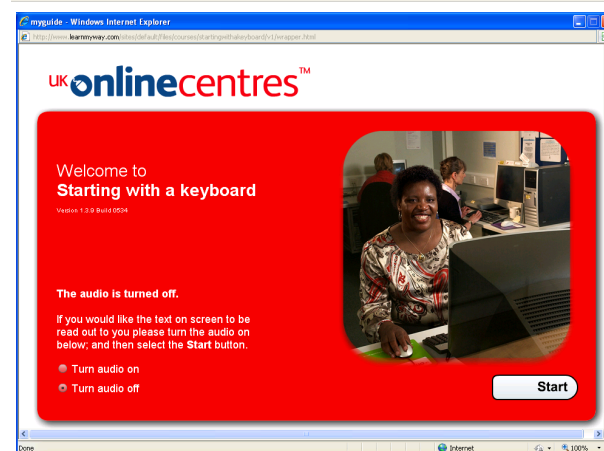 myguide - Windows Internet Explorer
http://www.learnmyway.com/sites/default/files/courses/startingwithakeyboard/v1/wrapper.html
UK onlinecentres™
Welcome to
Starting with a keyboard
Version 1.3.9 Build 0534
The audio is turned off.
If you would like the text on screen to be
read out to you please turn the audio on
below; and then select the Start button.
Turn audio on
Turn audio off
Start
Done
Internet
100%